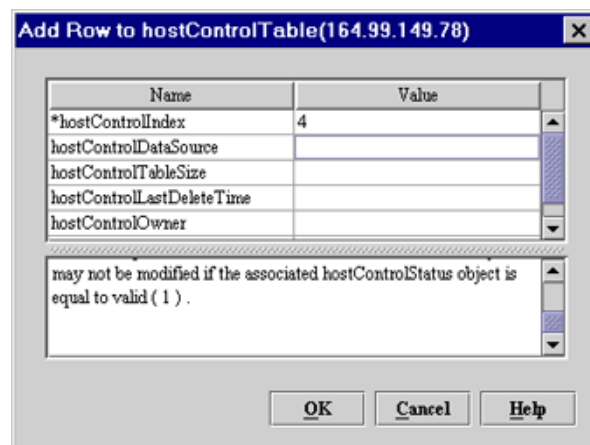 Add Row to hostControlTable(164.99.149.78)
Name Value
*hostControlIndex 4
hostControlDataSource
hostControlTableSize
hostControlLastDeleteTime
hostControlOwner
may not be modified if the associated hostControlStatus object is
equal to valid ( 1 ) .
OK Cancel Help